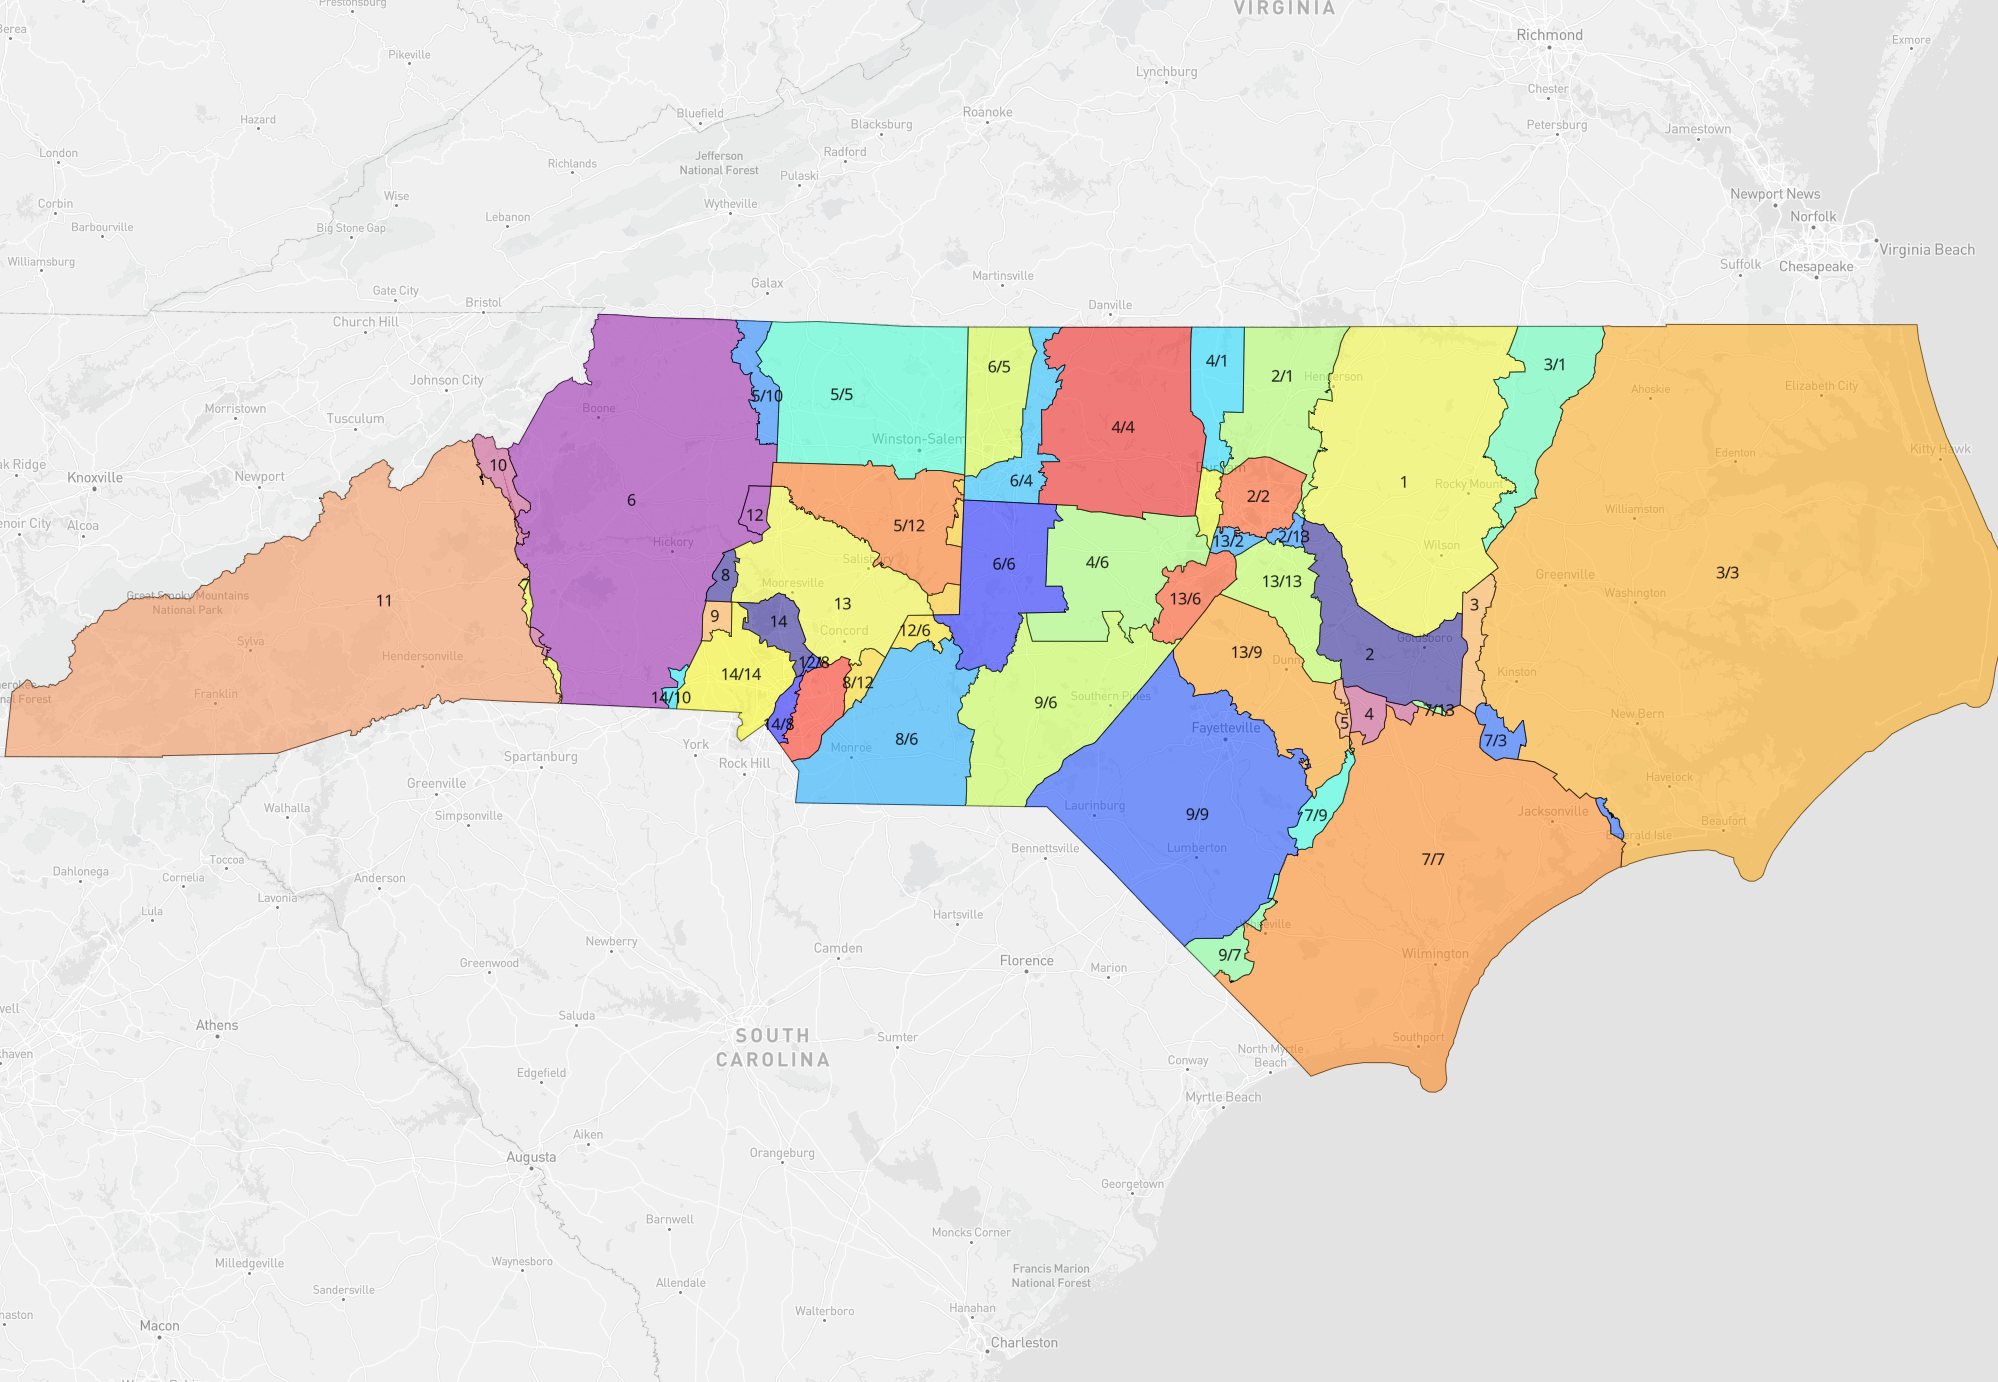 VIRGINIA
Prestonsburg
Berea
Pikeville
Richmond
Exmore
Lynchburg
Chester
Hazard
Bluefield
Roanoke
Blacksburg
Petersburg
Jamestown
London
Richlands
Jefferson
National Forest
Radford
Pulaski
Wise
Corbin
Lebanon
Wytheville
Newport News
Norfolk
Barbourville
Big Stone Gap
Virginia Beach
Williamsburg
Suffolk
Chesapeake
Gate City
Bristol
Galax
Martinsville
Danville
Church Hill
Johnson City
Morristown
Tusculum
Boone
5/10
5/5
6/5
4/1
2/1
Henderson
3/1
Ahoskie
Elizabeth City
4/4
Winston-Salem
Kitty Hawk
Edenton
ak Ridge
Knoxville
Newport
10
6
6/4
2/2
1
Rocky Mount
Williamston
enoir City
Alcoa
12
5/12
Hickory
13/2
2/13
Wilson
Salisbury
6/6
4/6
Greenville
3/3
8
Mooresville
13/13
Washington
Great Smoky Mountains
National Park
11
13
13/6
3
9
14
Concord
12/6
Goldsboro
Sylva
Hendersonville
12/8
13/9
Dunn
2
Kinston
14/14
8/12
Franklin
14/10
9/6
Southern Pines
14/8
5
4
7/13
New Bern
York
Monroe
8/6
Fayetteville
7/3
Spartanburg
Rock Hill
Havelock
Greenville
Walhalla
Simpsonville
Laurinburg
9/9
7/9
Jacksonville
Beaufort
Emerald Isle
Toccoa
Bennettsville
Lumberton
7/7
Dahlonega
Cornelia
Anderson
Lavonia
Lula
Hartsville
Whiteville
Newberry
Camden
Florence
Marion
9/7
Wilmington
Greenwood
Saluda
Athens
SOUTH
CAROLINA
Sumter
Southport
Conway
North Myrtle
Beach
Edgefield
Myrtle Beach
Aiken
Orangeburg
Augusta
Georgetown
Barnwell
Moncks Corner
Milledgeville
Waynesboro
Francis Marion
National Forest
Sandersville
Allendale
Walterboro
Hanahan
Macon
Charleston